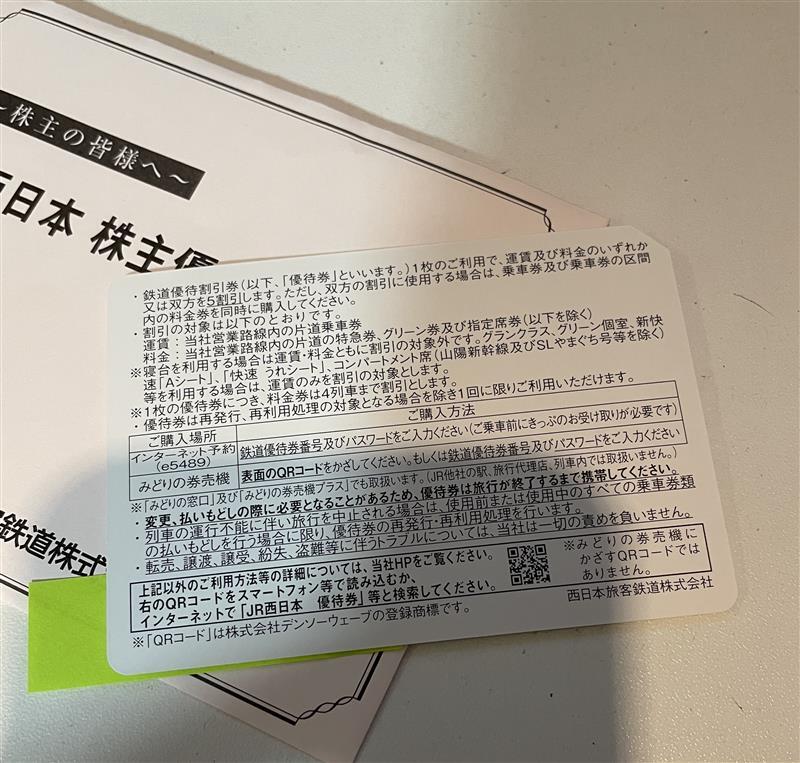 ～株主の皆様へ～
西日本 株主優
・鉄道優待割引券(以下、「優待券」といいます。)1枚のご利用で、運賃及び料金のいずれか
又は双方を5割引します。ただし、双方の割引に使用する場合は、乗車券及び乗車券の区間
内の料金券を同時に購入してください。
・割引の対象は以下のとおりです。
運賃：当社営業路線内の片道乗車券
料金：当社営業路線内の片道の特急券、グリーン券及び指定席券(以下を除く)
※寝台を利用する場合は運賃・料金ともに割引の対象外です。グランクラス、グリーン個室、新快
速「Aシート」、「快速 うれシート」、コンパートメント席(山陽新幹線及びSLやまぐち号等を除く)
等を利用する場合は、運賃のみを割引の対象とします。
※1枚の優待券につき、料金券は4列車まで割引とします。
・優待券は再発行、再利用処理の対象となる場合を除き1回に限りご利用いただけます。
ご購入場所 ご購入方法
インターネット予約 (e5489) 鉄道優待券番号及びパスワードをご入力ください(ご乗車前にきっぷのお受け取りが必要です)
みどりの券売機 表面のQRコードをかざしてください。もしくは鉄道優待券番号及びパスワードをご入力ください
※「みどりの窓口」及び「みどりの券売機プラス」でも取扱います。(JR他社の駅、旅行代理店、列車内では取扱いません。)
・変更、払いもどしの際に必要となることがあるため、優待券は旅行が終了するまで携帯してください。
・列車の運行不能に伴い旅行を中止される場合は、使用前または使用中のすべての乗車券類
の払いもどしを行う場合に限り、優待券の再発行・再利用処理を行います。
・転売、譲渡、譲受、紛失、盗難等に伴うトラブルについては、当社は一切の責めを負いません。
上記以外のご利用方法等の詳細については、当社HPをご覧ください。
右のQRコードをスマートフォン等で読み込むか、
インターネットで「JR西日本 優待券」等と検索してください。
※みどりの券売機に
かざすQRコードでは
ありません。
※「QRコード」は株式会社デンソーウェーブの登録商標です。
西日本旅客鉄道株式会社
鉄道株式